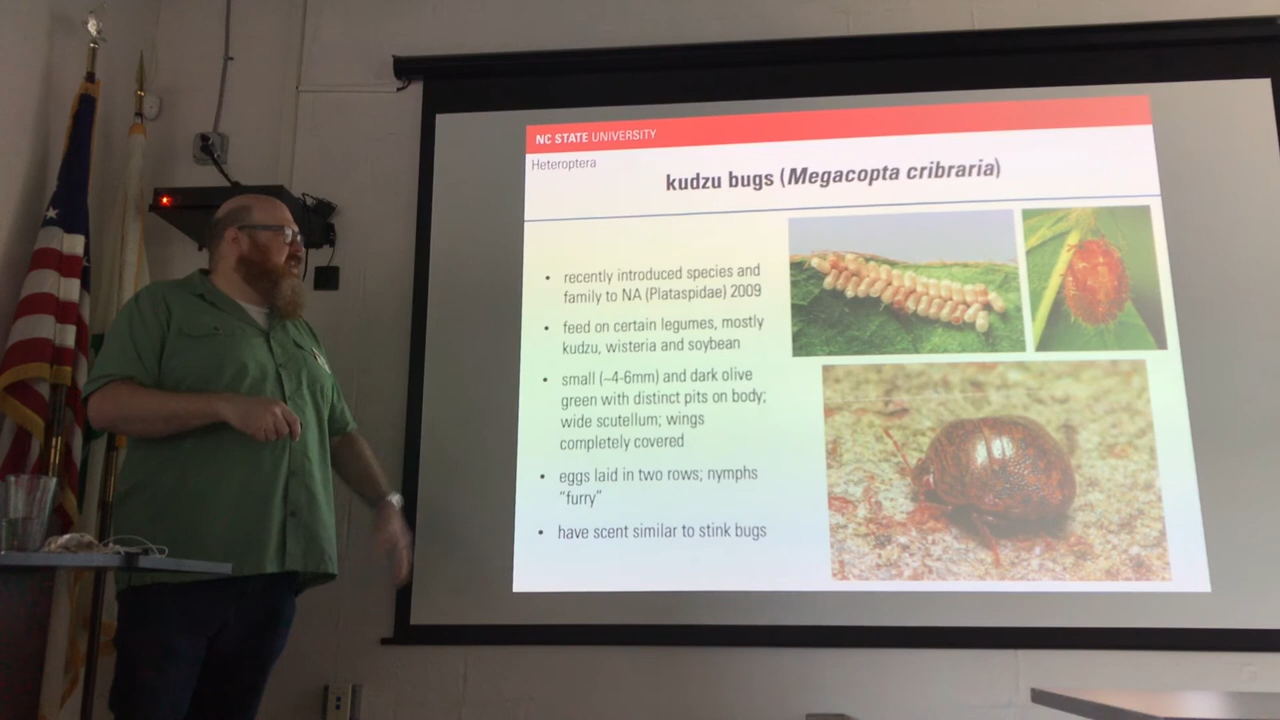 NC STATE UNIVERSITY
Heteroptera
kudzu bugs (Megacopta cribraria)
• recently introduced species and
family to NA (Plataspidae) 2009
• feed on certain legumes, mostly
kudzu, wisteria and soybean
• small (~4-6mm) and dark olive
green with distinct pits on body;
wide scutellum; wings
completely covered
• eggs laid in two rows; nymphs
"furry"
• have scent similar to stink bugs